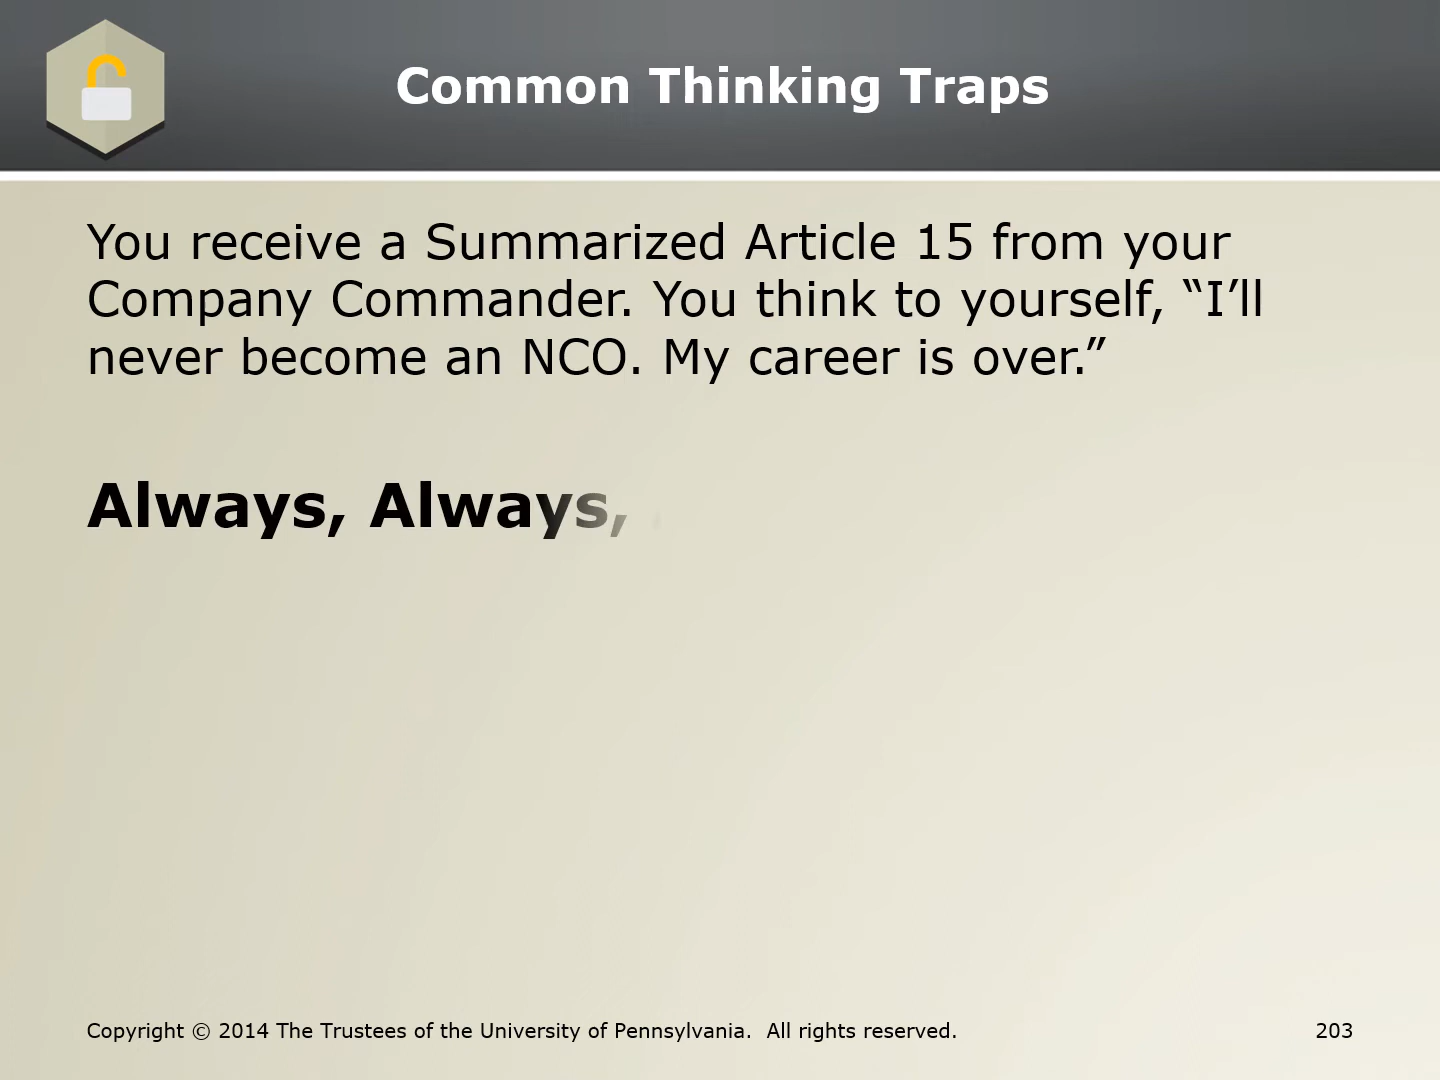 Common Thinking Traps
You receive a Summarized Article 15 from your
Company Commander. You think to yourself, “I’ll
never become an NCO. My career is over.”
Always, Always,
Copyright © 2014 The Trustees of the University of Pennsylvania.  All rights reserved.
203